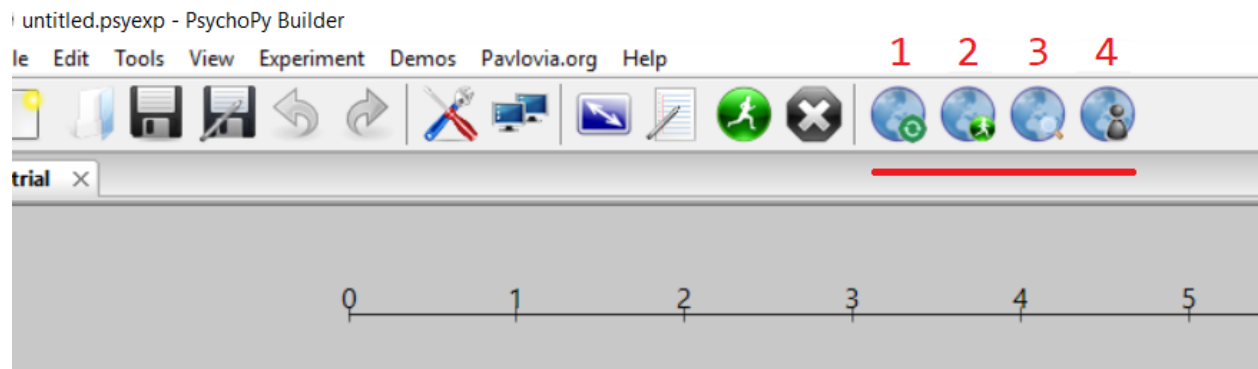 untitled.psyexp - PsychoPy Builder
le Edit Tools View Experiment Demos Pavlovia.org Help
1 2 3 4
trial
0 1 2 3 4 5